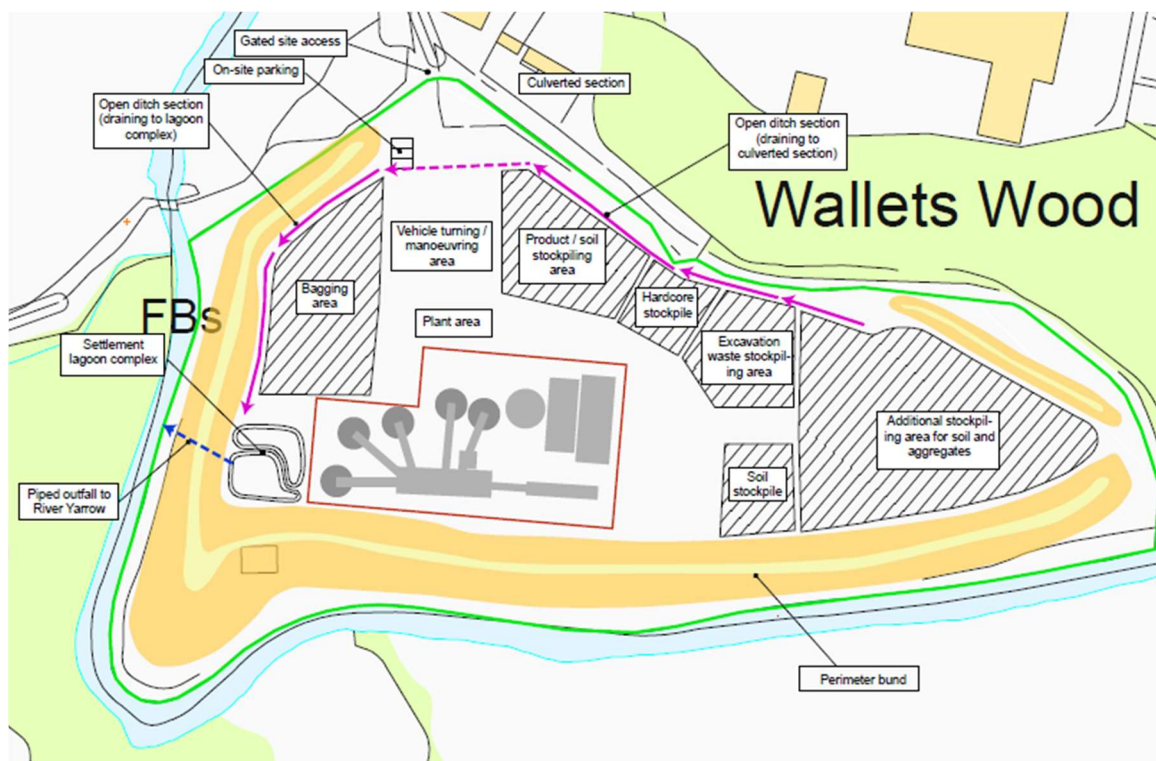 Gated site access
On-site parking
Culverted section
Open ditch section
(draining to lagoon
complex)
Open ditch section
(draining to
culverted section)
Wallets Wood
Vehicle turning /
manoeuvring
area
Product / soil
stockpiling
area
Bagging
area
Hardcore
stockpile
FBs
Plant area
Settlement
lagoon complex
Excavation
waste stockpil-
ing area
Additional stockpil-
ing area for soil and
aggregates
Soil
stockpile
Piped outfall to
River Yarrow
Perimeter bund